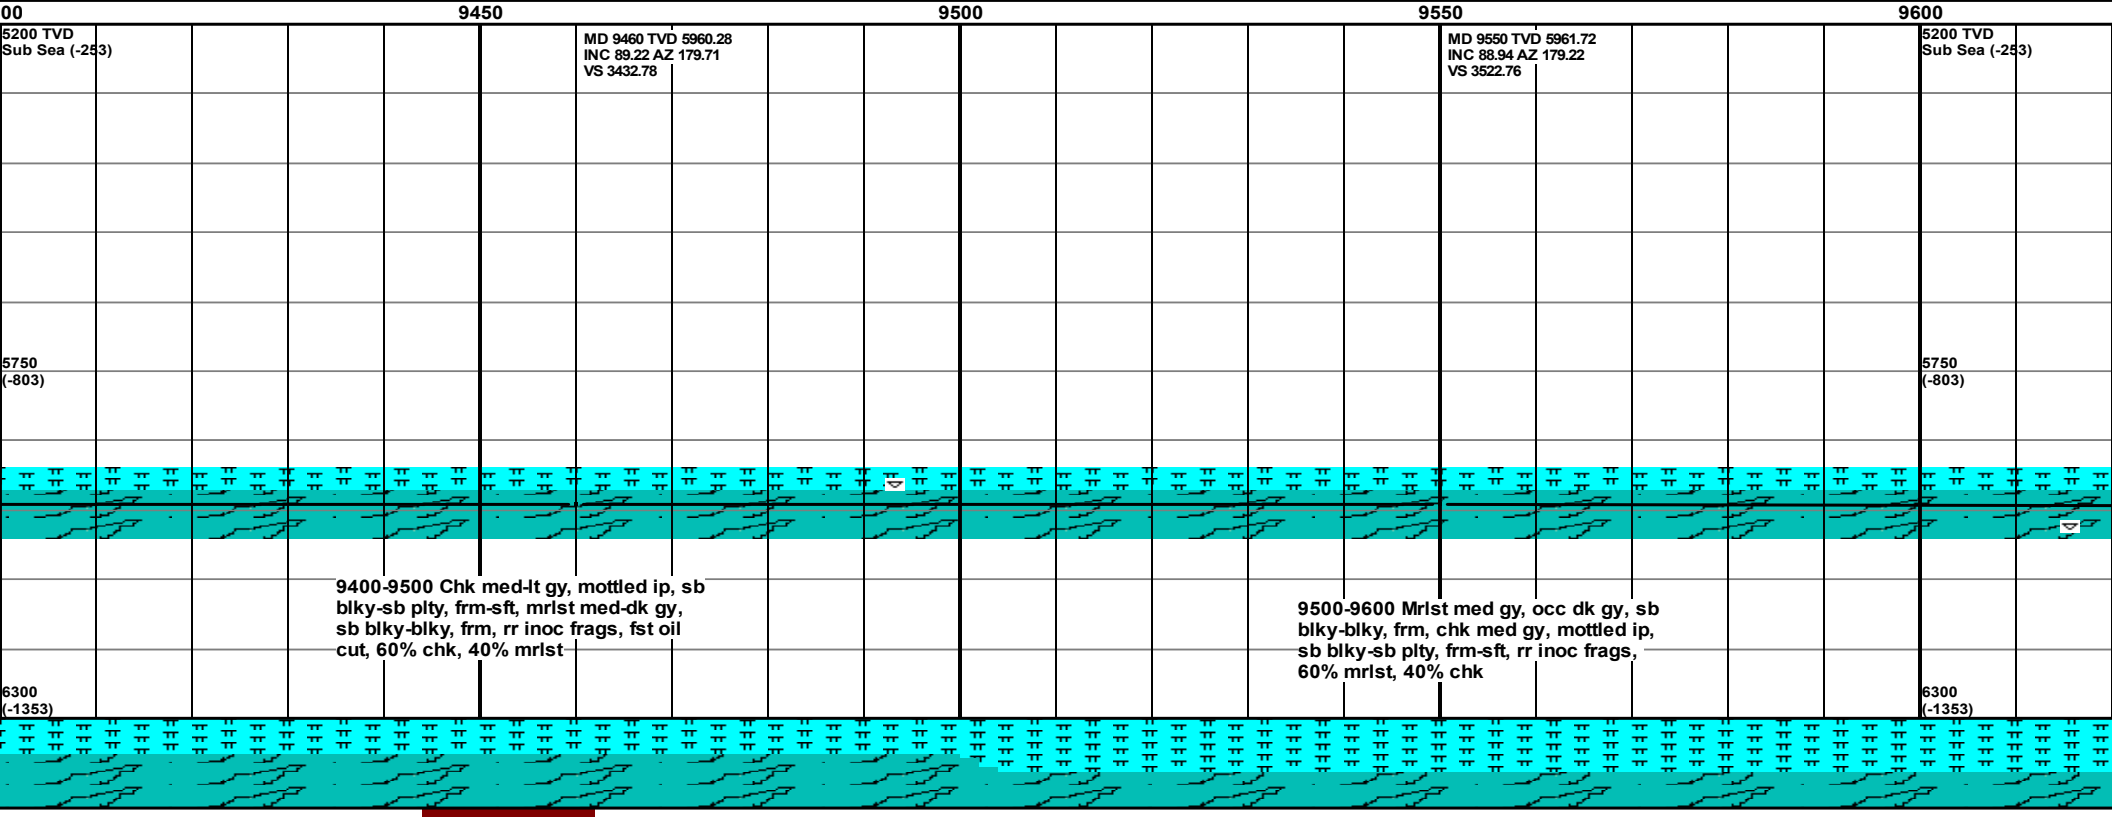 00 9450 9500 9550 9600
5200 TVD
Sub Sea (-253)
MD 9460 TVD 5960.28
INC 89.22 AZ 179.71
VS 3432.78
MD 9550 TVD 5961.72
INC 88.94 AZ 179.22
VS 3522.76
5200 TVD
Sub Sea (-253)
5750
(-803)
5750
(-803)
9400-9500 Chk med-lt gy, mottled ip, sb
blky-sb plty, frm-sft, mrlst med-dk gy,
sb blky-blky, frm, rr inoc frags, fst oil
cut, 60% chk, 40% mrlst
9500-9600 Mrlst med gy, occ dk gy, sb
blky-blky, frm, chk med gy, mottled ip,
sb blky-sb plty, frm-sft, rr inoc frags,
60% mrlst, 40% chk
6300
(-1353)
6300
(-1353)